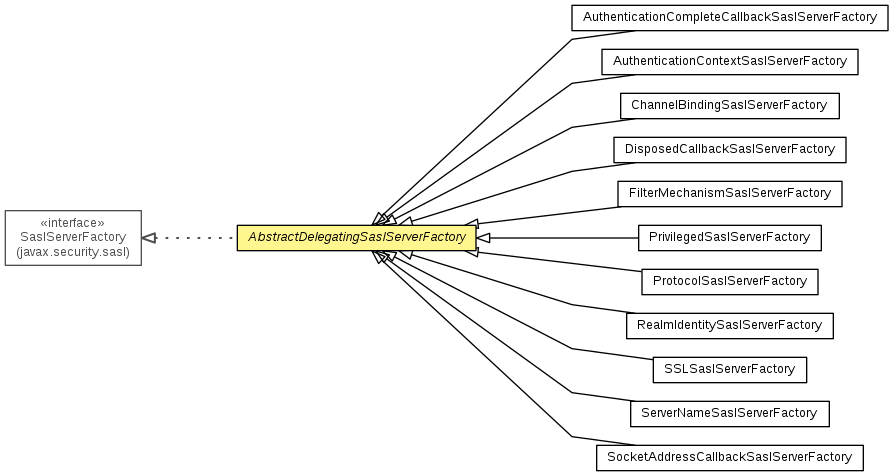 «interface»
SaslServerFactory
(javax.security.sasl)
AbstractDelegatingSaslServerFactory
AuthenticationCompleteCallbackSaslServerFactory
AuthenticationContextSaslServerFactory
ChannelBindingSaslServerFactory
DisposedCallbackSaslServerFactory
FilterMechanismSaslServerFactory
PrivilegedSaslServerFactory
ProtocolSaslServerFactory
RealmIdentitySaslServerFactory
SSLSaslServerFactory
ServerNameSaslServerFactory
SocketAddressCallbackSaslServerFactory